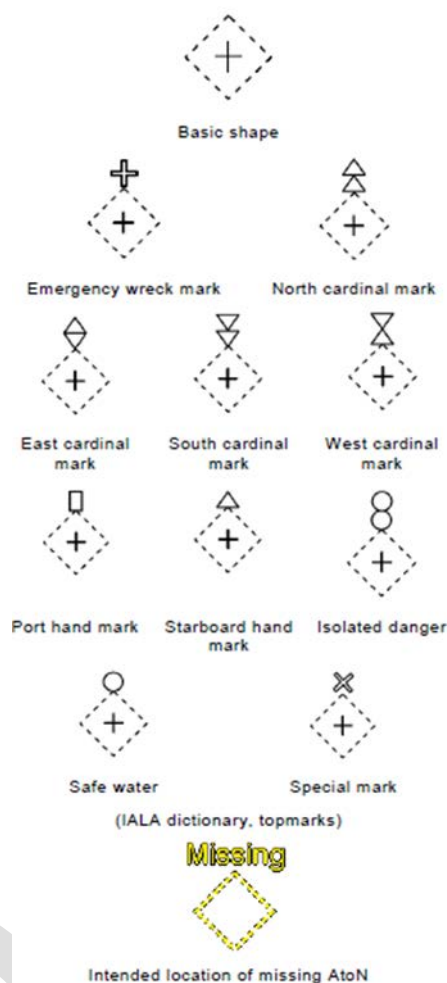 Basic shape
Emergency wreck mark
North cardinal mark
East cardinal
mark
South cardinal
mark
West cardinal
mark
Port hand mark
Starboard hand
mark
Isolated danger
Safe water
Special mark
(IALA dictionary, topmarks)
Missing
Intended location of missing AtoN